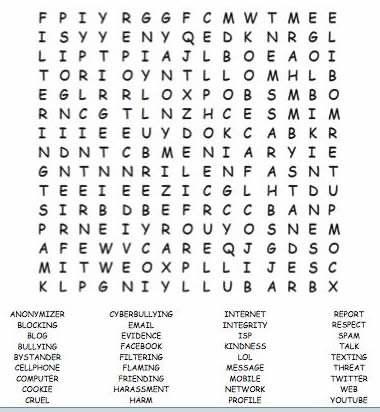 F P I Y R G G F C M W T M E E
I S Y Y E N Y Q E D K N R G L
L I P T P I A J L B O E A O I
T O R I O Y N T L L O M H L B
E G L R R L O X P O B S M B O
R N C G T L N Z H C E S M I M
I I I E E U Y D O K C A B K R
N D N T C B M E N I A R Y I E
G N T N N R I L E N F A S N T
T E E I E E Z I C G L H T D U
S I R B D B E F R C C B A N P
P R N E I Y R O U Y O S N E M
A F E W V C A R E Q J G D S O
M I T W E O X P L L I J E S C
K L P G N I Y L L U B A R B X
ANONYMIZER CYBERBULLYING INTERNET REPORT
BLOCKING EMAIL INTEGRITY RESPECT
BLOG EVIDENCE ISP SPAM
BULLYING FACEBOOK KINDNESS TALK
BYSTANDER FILTERING LOL TEXTING
CELLPHONE FLAMING MESSAGE THREAT
COMPUTER FRIENDING MOBILE TWITTER
COOKIE HARASSMENT NETWORK WEB
CRUEL HARM PROFILE YOUTUBE